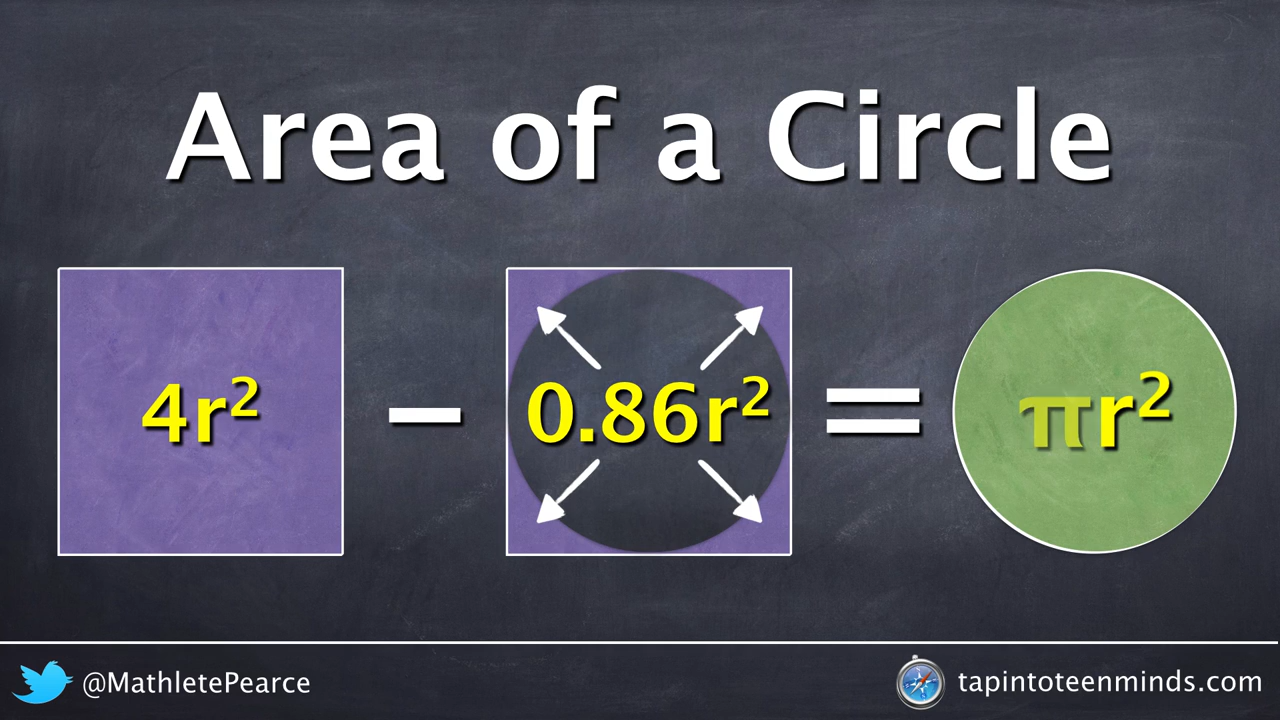 Area of a Circle
4r² – 0.86r² = πr²
@MathletePearce
tapintoteenminds.com